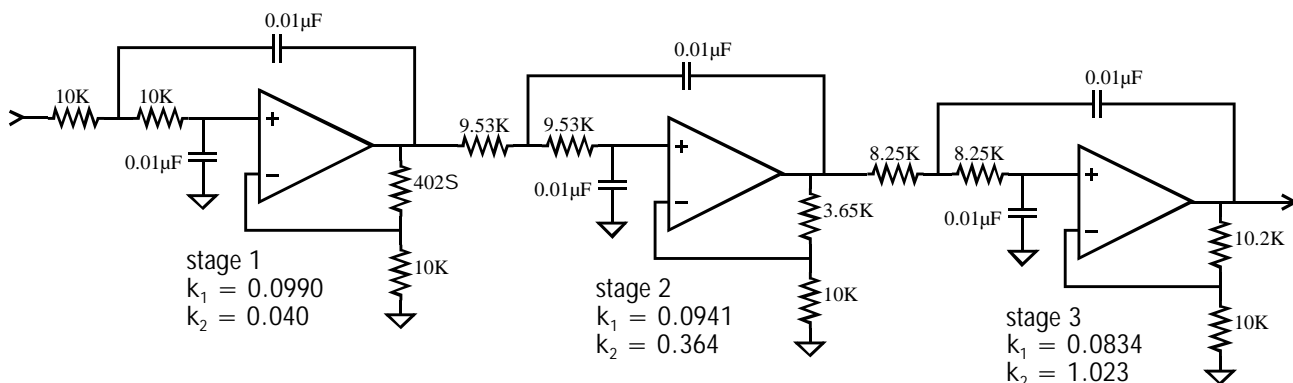 0.01µF
10K
10K
0.01µF
402S
10K
stage 1
k₁ = 0.0990
k₂ = 0.040
0.01µF
9.53K
9.53K
0.01µF
3.65K
10K
stage 2
k₁ = 0.0941
k₂ = 0.364
0.01µF
8.25K
8.25K
0.01µF
10.2K
10K
stage 3
k₁ = 0.0834
k₂ = 1.023